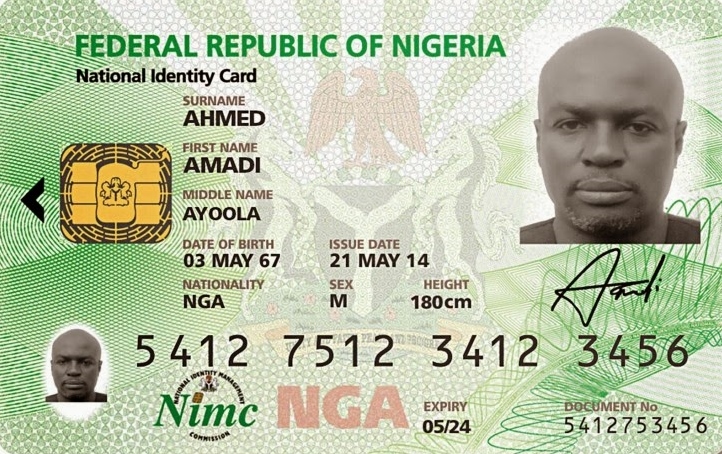 FEDERAL REPUBLIC OF NIGERIA
National Identity Card
SURNAME
AHMED
FIRST NAME
AMADI
MIDDLE NAME
AYOOLA
DATE OF BIRTH ISSUE DATE
03 MAY 67 21 MAY 14
NATIONALITY SEX HEIGHT
NGA M 180cm
5412 7512 3412 3456
NATIONAL IDENTITY MANAGEMENT
Nimc
COMMISSION
NGA
EXPIRY DOCUMENT No
05/24 5412753456